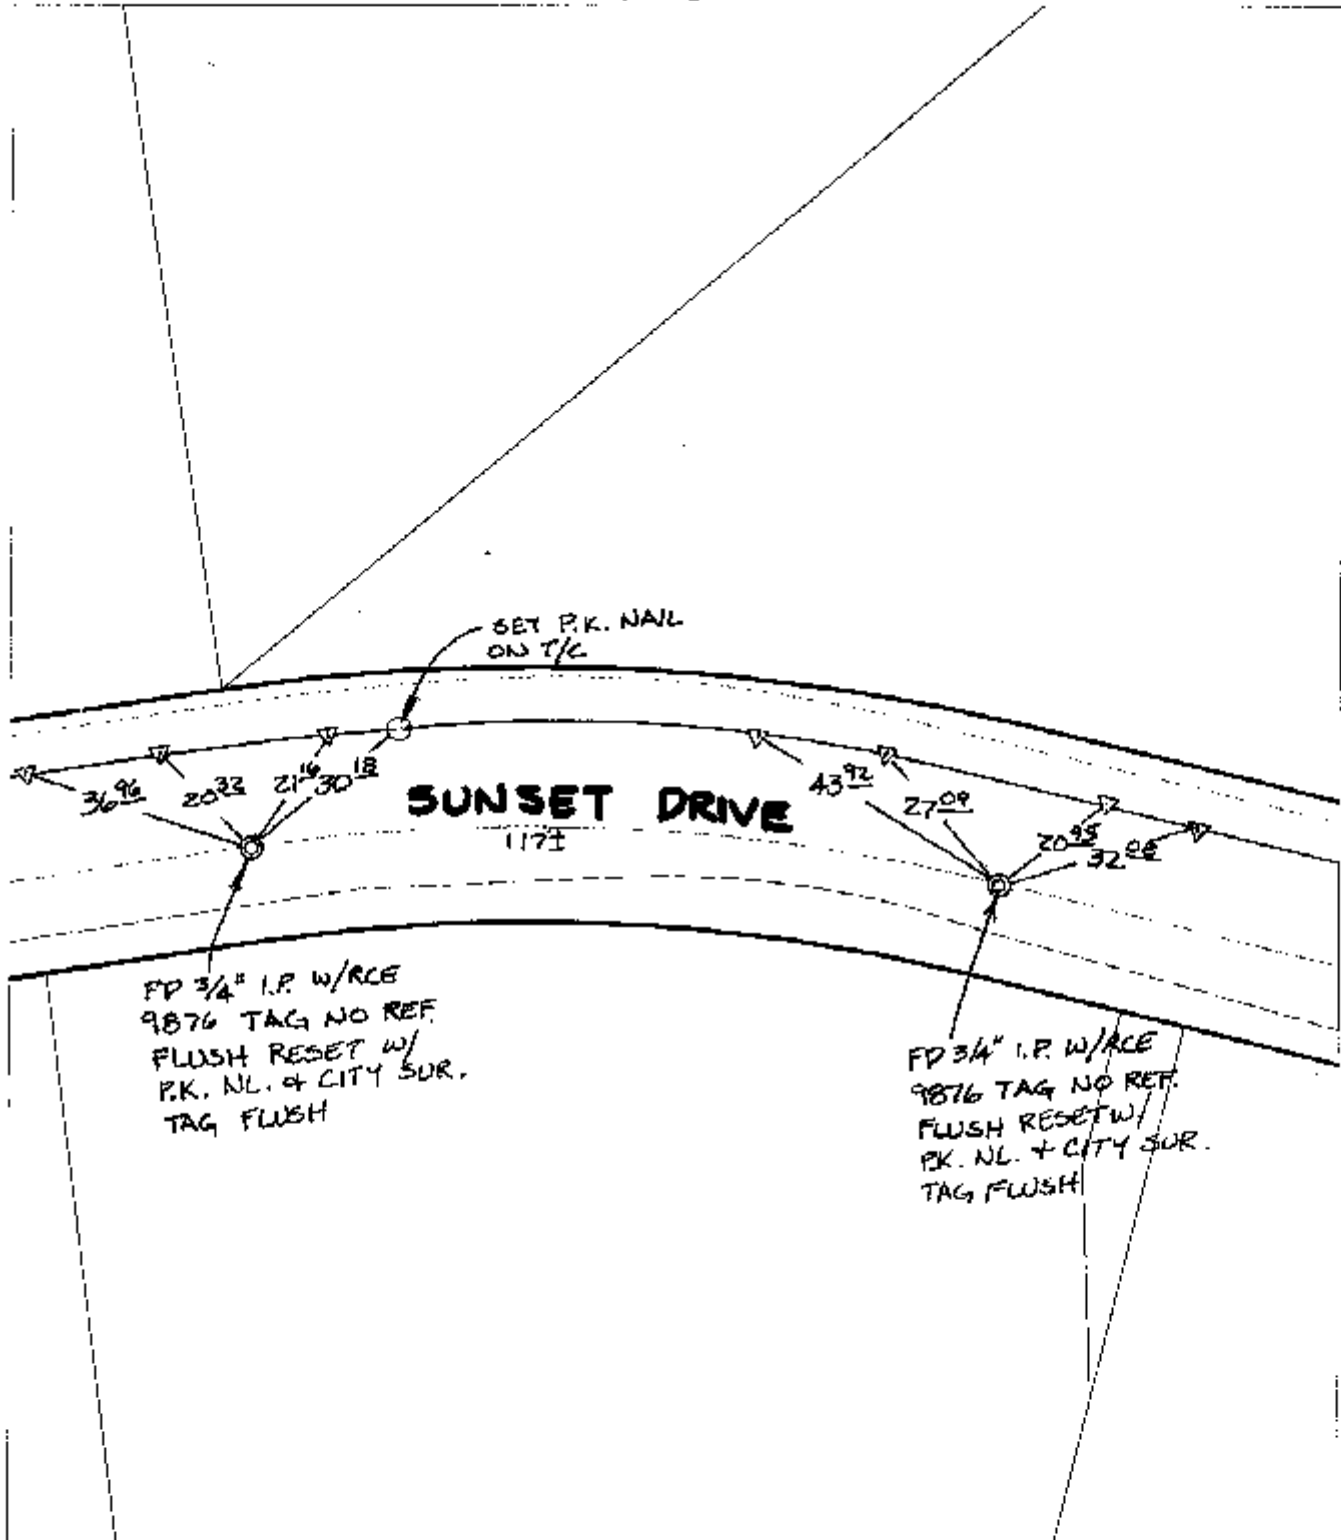 SET P.K. NAIL
ON T/C
36 96
20 33
21 16
30 18
SUNSET DRIVE
117±
43 92
27 09
20 95
32 08
FD 3/4" I.P. W/RCE
9876 TAG NO REF.
FLUSH RESET W/
P.K. NL. & CITY SUR.
TAG FLUSH
FD 3/4" I.P. W/RCE
9876 TAG NO REF.
FLUSH RESET W/
P.K. NL. & CITY SUR.
TAG FLUSH